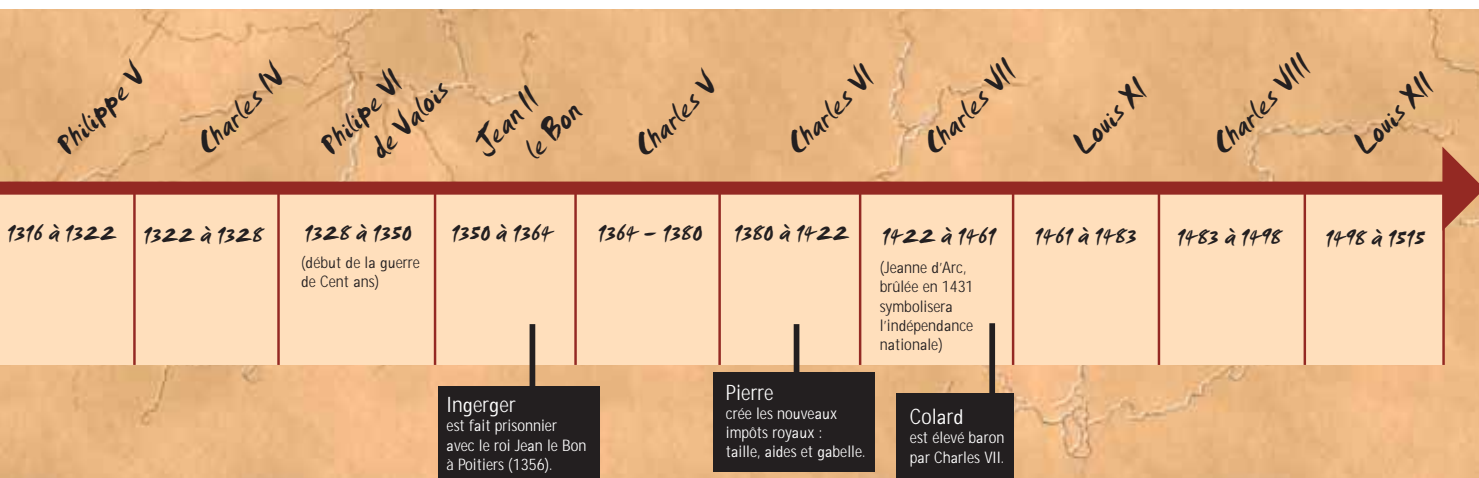 Philippe V
Charles IV
Philipe VI
de Valois
Jean II
le Bon
Charles V
Charles VI
Charles VII
Louis XI
Charles VIII
Louis XII
1316 à 1322
1322 à 1328
1328 à 1350
(début de la guerre
de Cent ans)
1350 à 1364
1364 – 1380
1380 à 1422
1422 à 1461
(Jeanne d'Arc,
brûlée en 1431
symbolisera
l'indépendance
nationale)
1461 à 1483
1483 à 1498
1498 à 1515
Ingerger
est fait prisonnier
avec le roi Jean le Bon
à Poitiers (1356).
Pierre
crée les nouveaux
impôts royaux :
taille, aides et gabelle.
Colard
est élevé baron
par Charles VII.